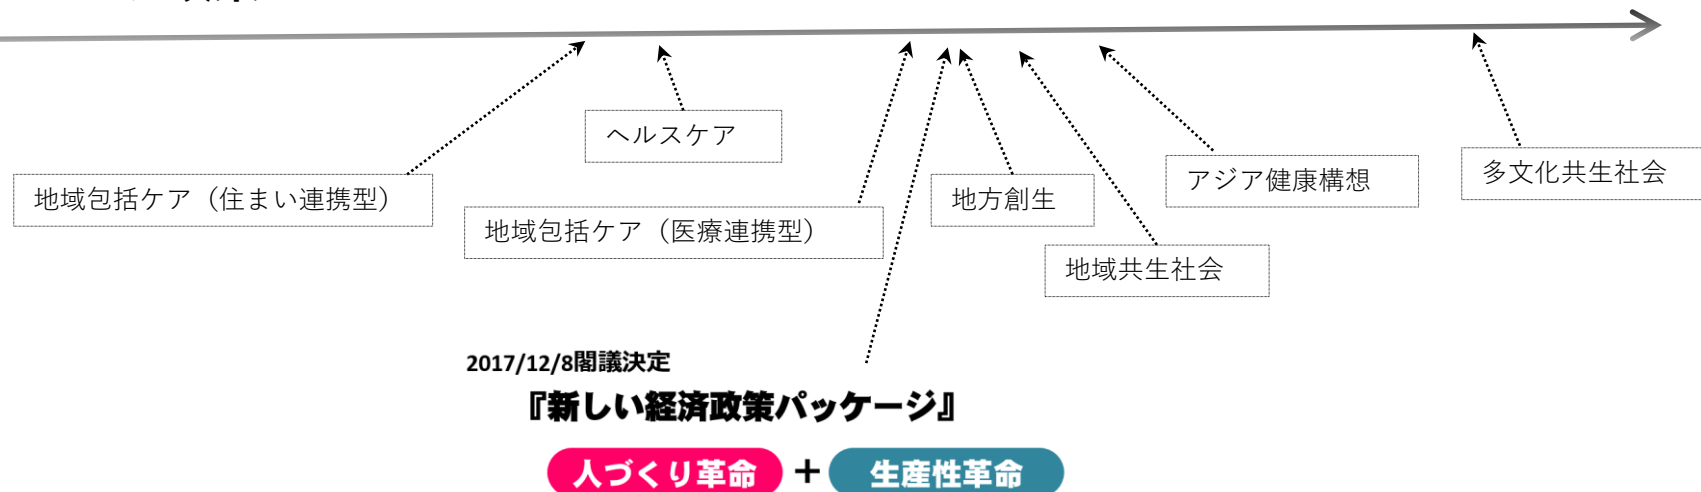 ヘルスケア
地域包括ケア（住まい連携型）
地域包括ケア（医療連携型）
地方創生
アジア健康構想
多文化共生社会
地域共生社会
2017/12/8閣議決定
『新しい経済政策パッケージ』
人づくり革命 + 生産性革命